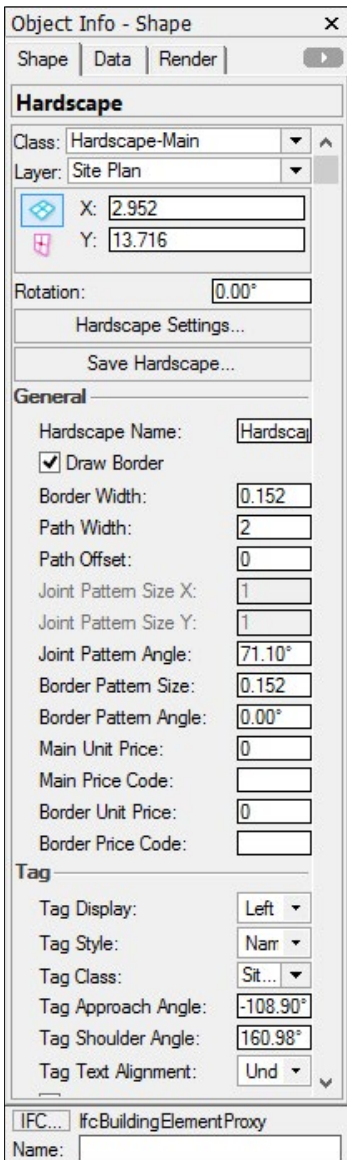 Object Info - Shape
Shape Data Render
Hardscape
Class: Hardscape-Main
Layer: Site Plan
X: 2.952
Y: 13.716
Rotation: 0.00°
Hardscape Settings...
Save Hardscape...
General
Hardscape Name: Hardscap
Draw Border
Border Width: 0.152
Path Width: 2
Path Offset: 0
Joint Pattern Size X: 1
Joint Pattern Size Y: 1
Joint Pattern Angle: 71.10°
Border Pattern Size: 0.152
Border Pattern Angle: 0.00°
Main Unit Price: 0
Main Price Code:
Border Unit Price: 0
Border Price Code:
Tag
Tag Display: Left
Tag Style: Nam
Tag Class: Sit...
Tag Approach Angle: -108.90°
Tag Shoulder Angle: 160.98°
Tag Text Alignment: Und
IFC... IfcBuildingElementProxy
Name: